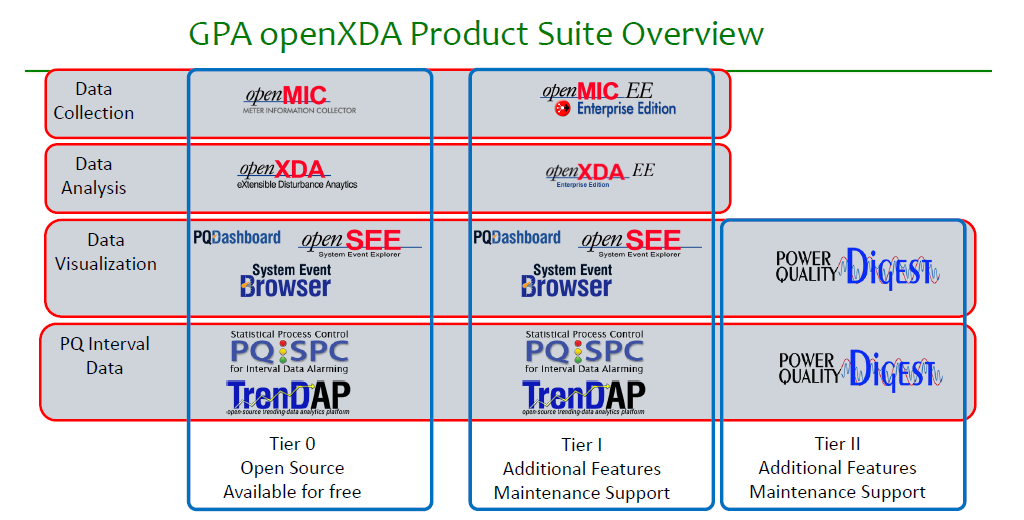 GPA openXDA Product Suite Overview
Data
Collection
openMIC
METER INFORMATION COLLECTOR
openMIC EE
Enterprise Edition
Data
Analysis
openXDA
eXtensible Disturbance Anaytics
openXDA EE
Enterprise Edition
Data
Visualization
PQDashboard
openSEE
System Event Explorer
System Event
Browser
PQDashboard
openSEE
System Event Explorer
System Event
Browser
POWER
QUALITY
DIGEST
PQ Interval
Data
Statistical Process Control
PQ SPC
for Interval Data Alarming
TrenDAP
open-source trending-data analytics platform
Statistical Process Control
PQ SPC
for Interval Data Alarming
TrenDAP
open-source trending-data analytics platform
POWER
QUALITY
DIGEST
Tier 0
Open Source
Available for free
Tier I
Additional Features
Maintenance Support
Tier II
Additional Features
Maintenance Support